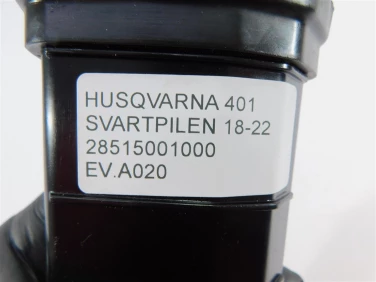 HUSQVARNA 401
SVARTPILEN 18-22
28515001000
EV.A020